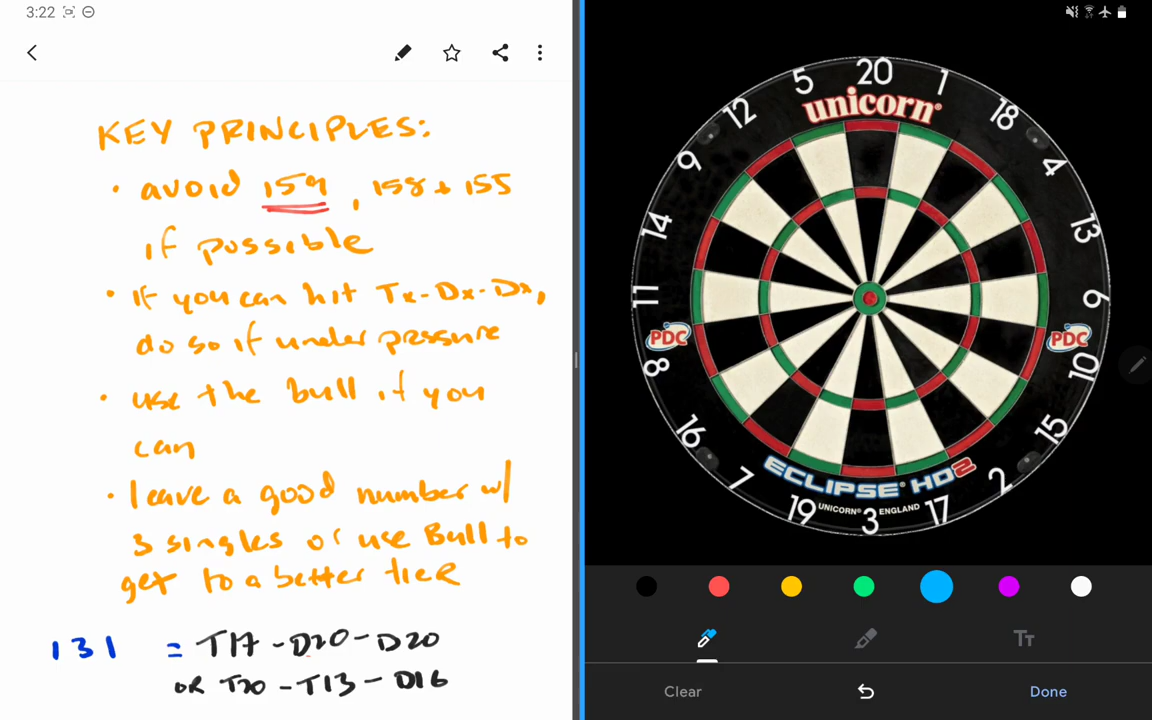 3:22
KEY PRINCIPLES:
• avoid 159, 158 + 155
if possible
• If you can hit Tx-Dx-Dx,
do so if under pressure
• use the bull if you
can
• leave a good number w/
3 singles or use Bull to
get to a better tier
131 = T17 - D20 - D20
OR T20 - T13 - D16
20
1
18
4
13
9
10
15
2
17
3
19
7
16
8
11
14
9
12
5
unicorn®
PDC
PDC
ECLIPSE® HD2
UNICORN® ENGLAND
Clear
Done
Tт